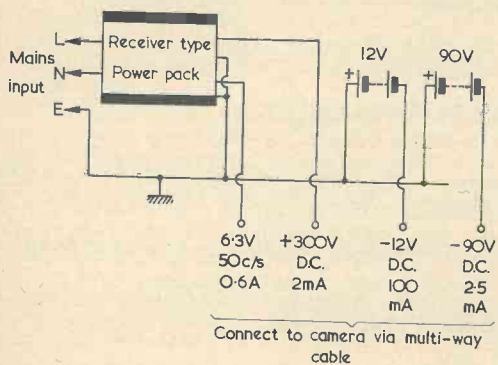 L
Receiver type
Mains
input
N
Power pack
E
12V
90V
+
+
6·3V
50c/s
0·6A
+300V
D.C.
2mA
-12V
D.C.
100
mA
-90V
D.C.
2·5
mA
Connect to camera via multi-way
cable